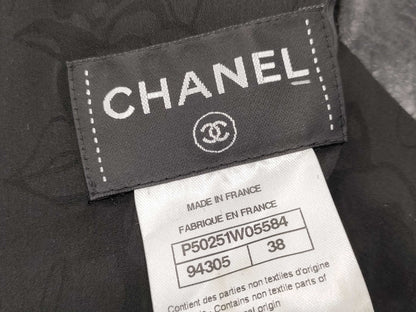 CHANEL
MADE IN FRANCE
FABRIQUE EN FRANCE
P50251W05584
94305 38
Contient des parties non textiles d'origine
Contains non textile parts of